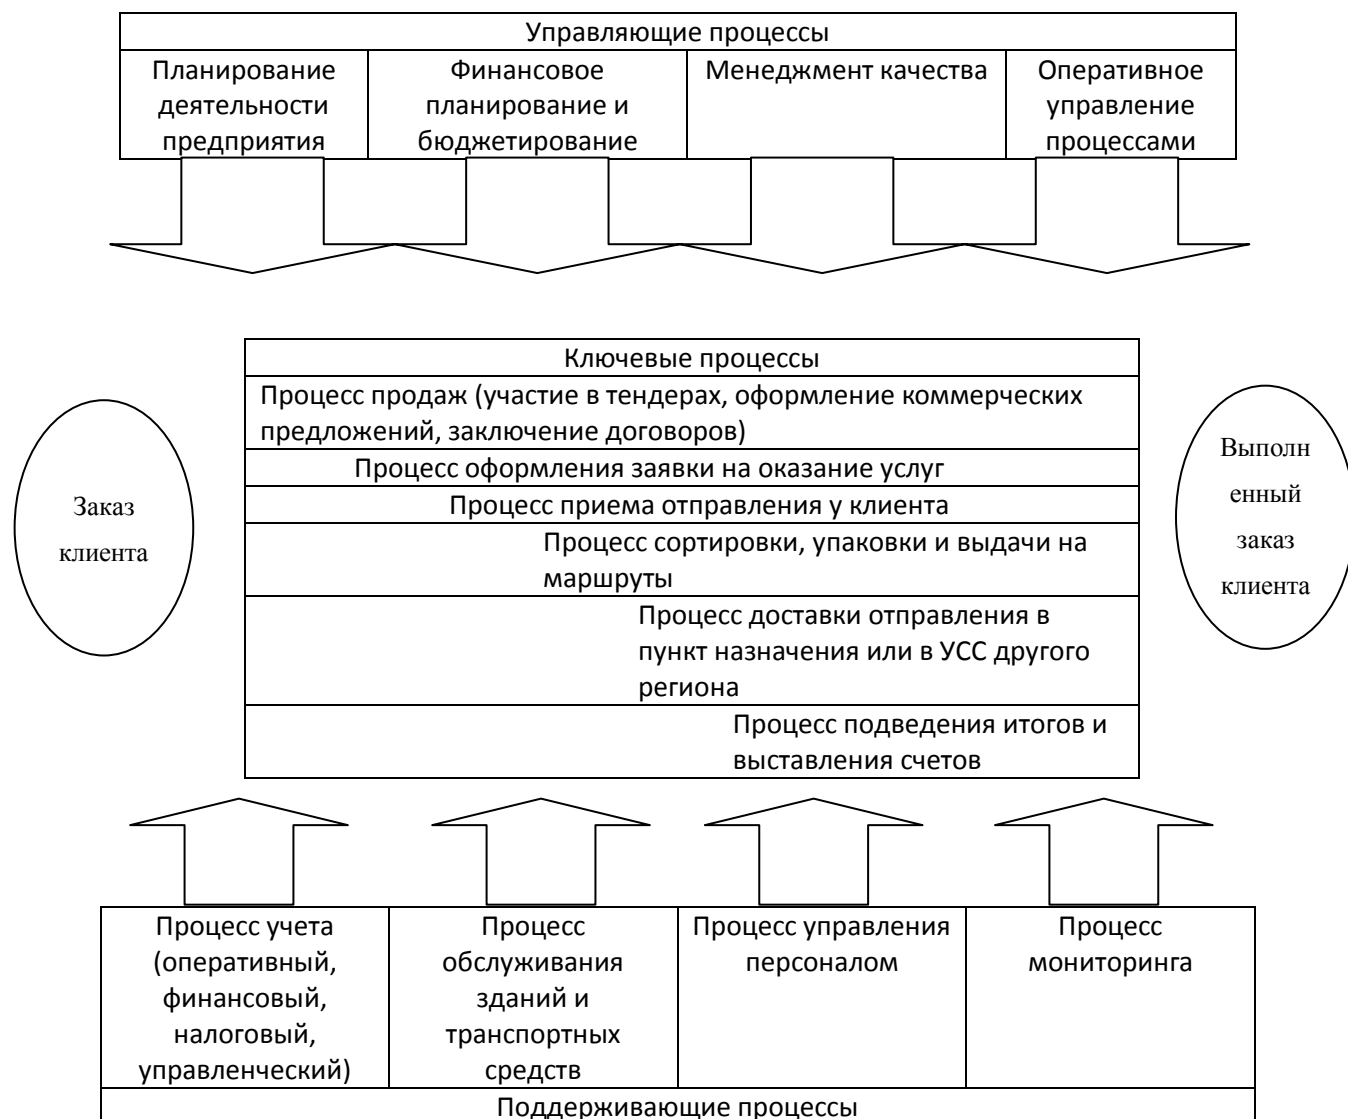 Управляющие процессы
Планирование
деятельности
предприятия
Финансовое
планирование и
бюджетирование
Менеджмент качества
Оперативное
управление
процессами
Ключевые процессы
Процесс продаж (участие в тендерах, оформление коммерческих
предложений, заключение договоров)
Процесс оформления заявки на оказание услуг
Процесс приема отправления у клиента
Процесс сортировки, упаковки и выдачи на
маршруты
Процесс доставки отправления в
пункт назначения или в УСС другого
региона
Процесс подведения итогов и
выставления счетов
Заказ
клиента
Выполн
енный
заказ
клиента
Процесс учета
(оперативный,
финансовый,
налоговый,
управленческий)
Процесс
обслуживания
зданий и
транспортных
средств
Процесс управления
персоналом
Процесс
мониторинга
Поддерживающие процессы